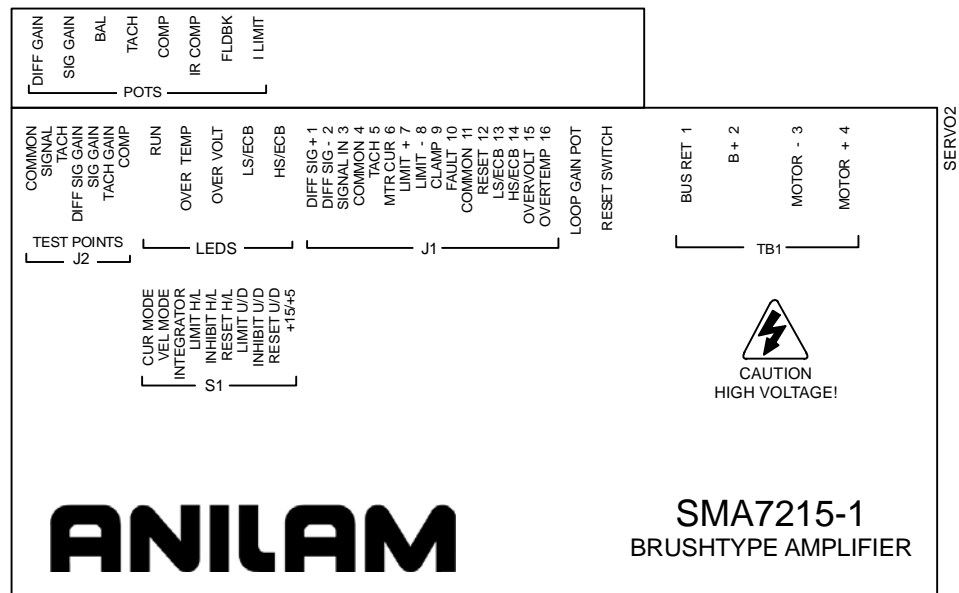 DIFF GAIN
SIG GAIN
BAL
TACH
COMP
IR COMP
FLDBK
I LIMIT
POTS
COMMON
SIGNAL
TACH
DIFF SIG GAIN
SIG GAIN
TACH GAIN
COMP
TEST POINTS
J2
RUN
OVER TEMP
OVER VOLT
LS/ECB
HS/ECB
LEDS
DIFF SIG + 1
DIFF SIG - 2
SIGNAL IN 3
COMMON 4
TACH 5
MTR CUR 6
LIMIT + 7
LIMIT - 8
CLAMP 9
FAULT 10
COMMON 11
RESET 12
LS/ECB 13
HS/ECB 14
OVERVOLT 15
OVERTEMP 16
J1
LOOP GAIN POT
RESET SWITCH
BUS RET 1
B+ 2
MOTOR - 3
MOTOR + 4
TB1
SERVO2
CUR MODE
VEL MODE
INTEGRATOR
LIMIT H/L
INHIBIT H/L
RESET H/L
LIMIT U/D
INHIBIT U/D
RESET U/D
+15/+5
S1
CAUTION
HIGH VOLTAGE!
ANILAM
SMA7215-1
BRUSHTYPE AMPLIFIER